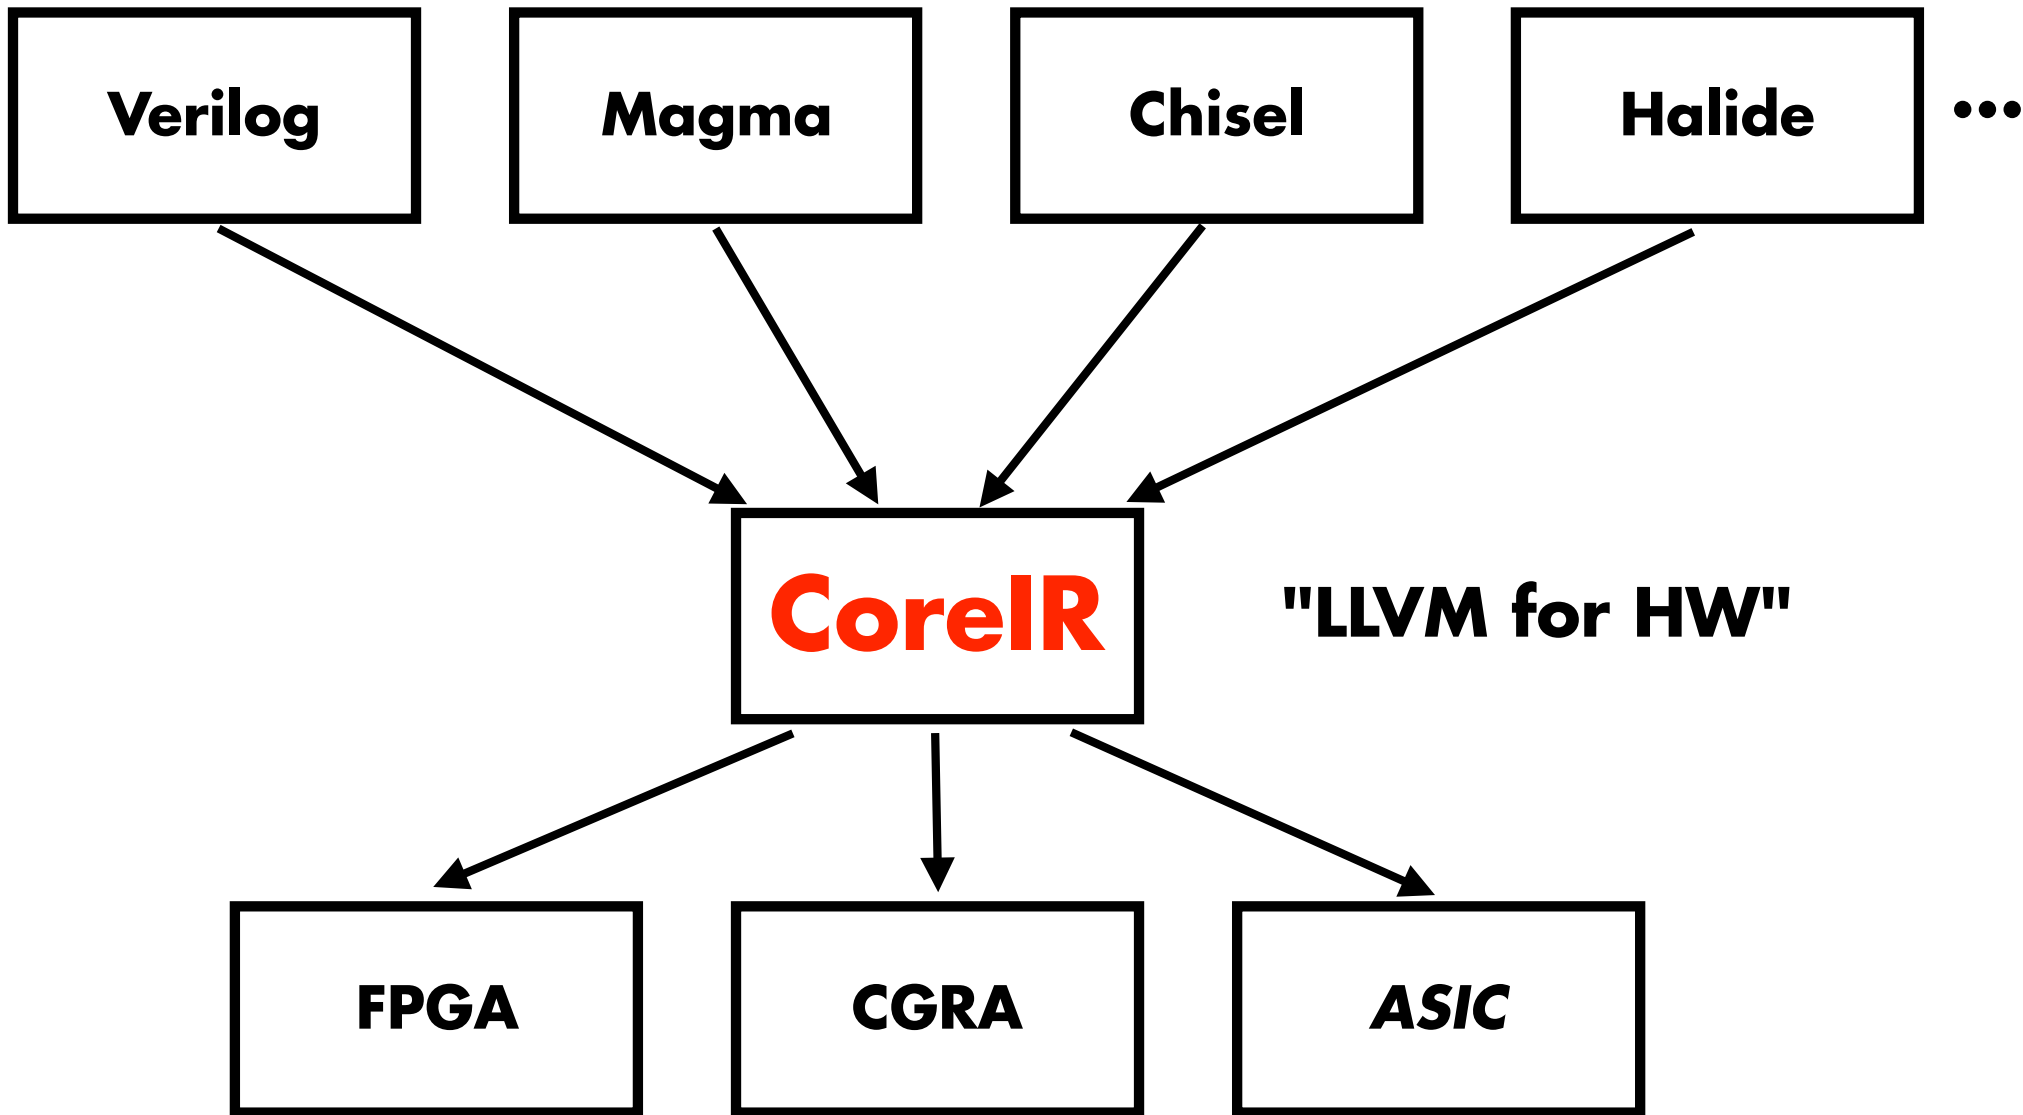 Verilog
Magma
Chisel
Halide
...
CoreIR
"LLVM for HW"
FPGA
CGRA
ASIC